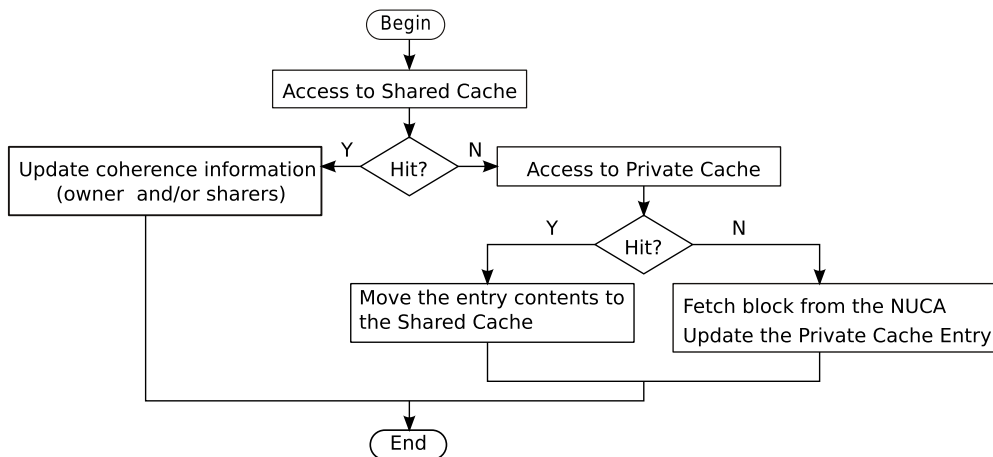 Begin
Access to Shared Cache
Y
Hit?
N
Update coherence information
(owner and/or sharers)
Access to Private Cache
Y
Hit?
N
Move the entry contents to
the Shared Cache
Fetch block from the NUCA
Update the Private Cache Entry
End